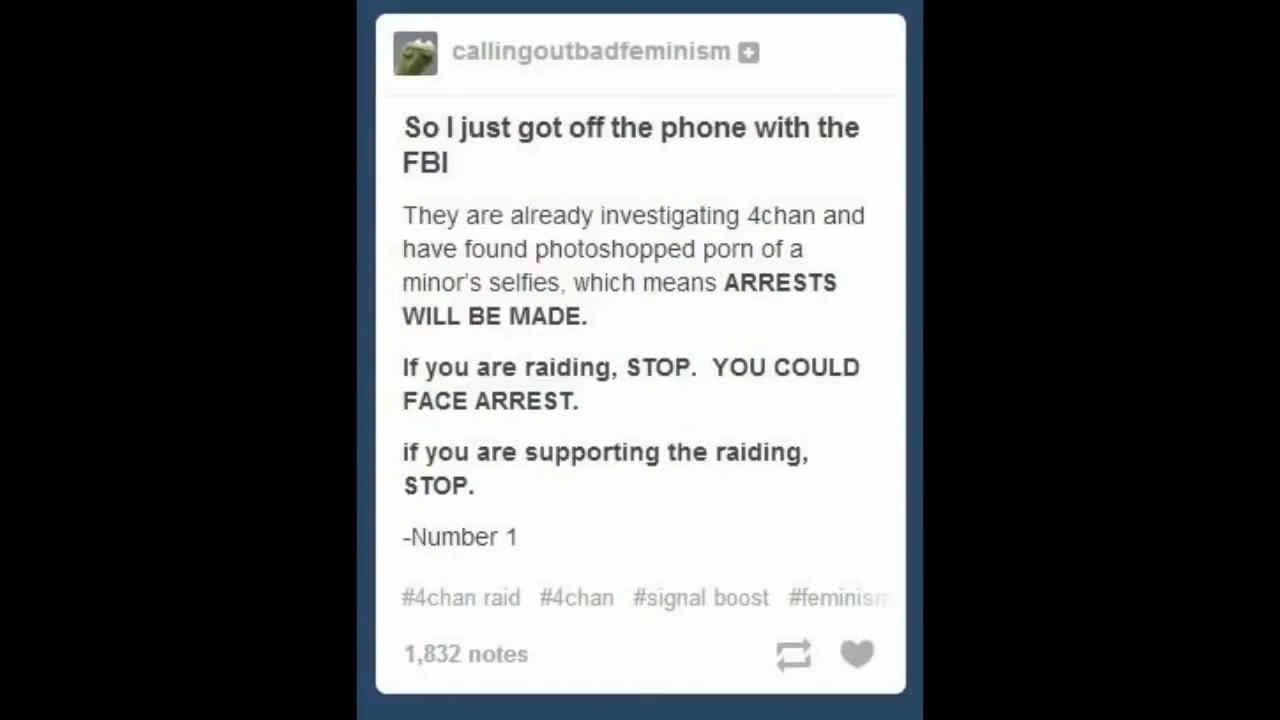 callingoutbadfeminism
So I just got off the phone with the
FBI
They are already investigating 4chan and
have found photoshopped porn of a
minor's selfies, which means ARRESTS
WILL BE MADE.
If you are raiding, STOP.  YOU COULD
FACE ARREST.
if you are supporting the raiding,
STOP.
-Number 1
#4chan raid #4chan #signal boost #feminism
1,832 notes